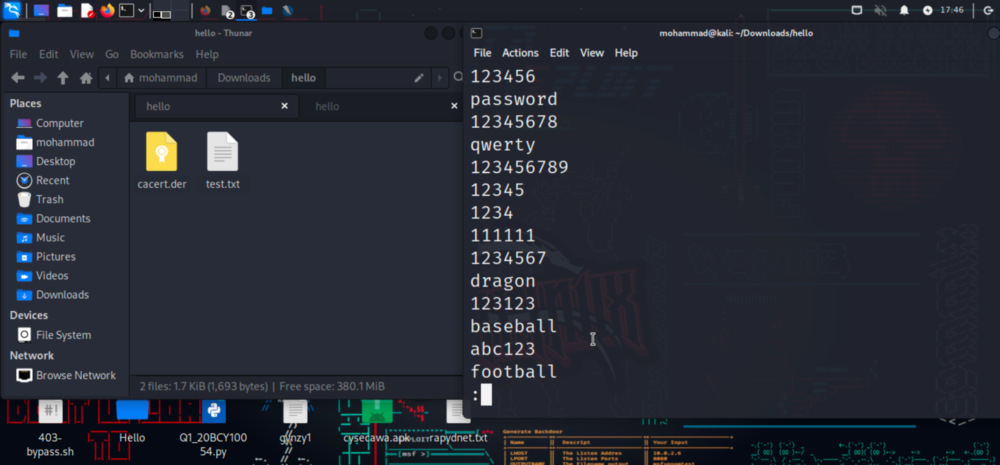 2
3
17:46
hello - Thunar
File Edit View Go Bookmarks Help
mohammad Downloads hello
hello hello
Places
Computer
mohammad
Desktop
Recent
Trash
Documents
Music
Pictures
Videos
Downloads
Devices
File System
Network
Browse Network
cacert.der test.txt
2 files: 1.7 KiB (1,693 bytes) | Free space: 380.1 MiB
mohammad@kali: ~/Downloads/hello
File Actions Edit View Help
123456
password
12345678
qwerty
123456789
12345
1234
111111
1234567
dragon
123123
baseball
abc123
football
:
403-
bypass.sh
Hello
Q1_20BCY100
54.py
gynzy1
cysecawa.apk
rapydnet.txt
[msf >]
Generate Backdoor
Name Descript Your Input
LHOST The Listen Addres 10.0.2.6
LPORT The Listen Ports 8080
OUTPUTNAME The Filename output